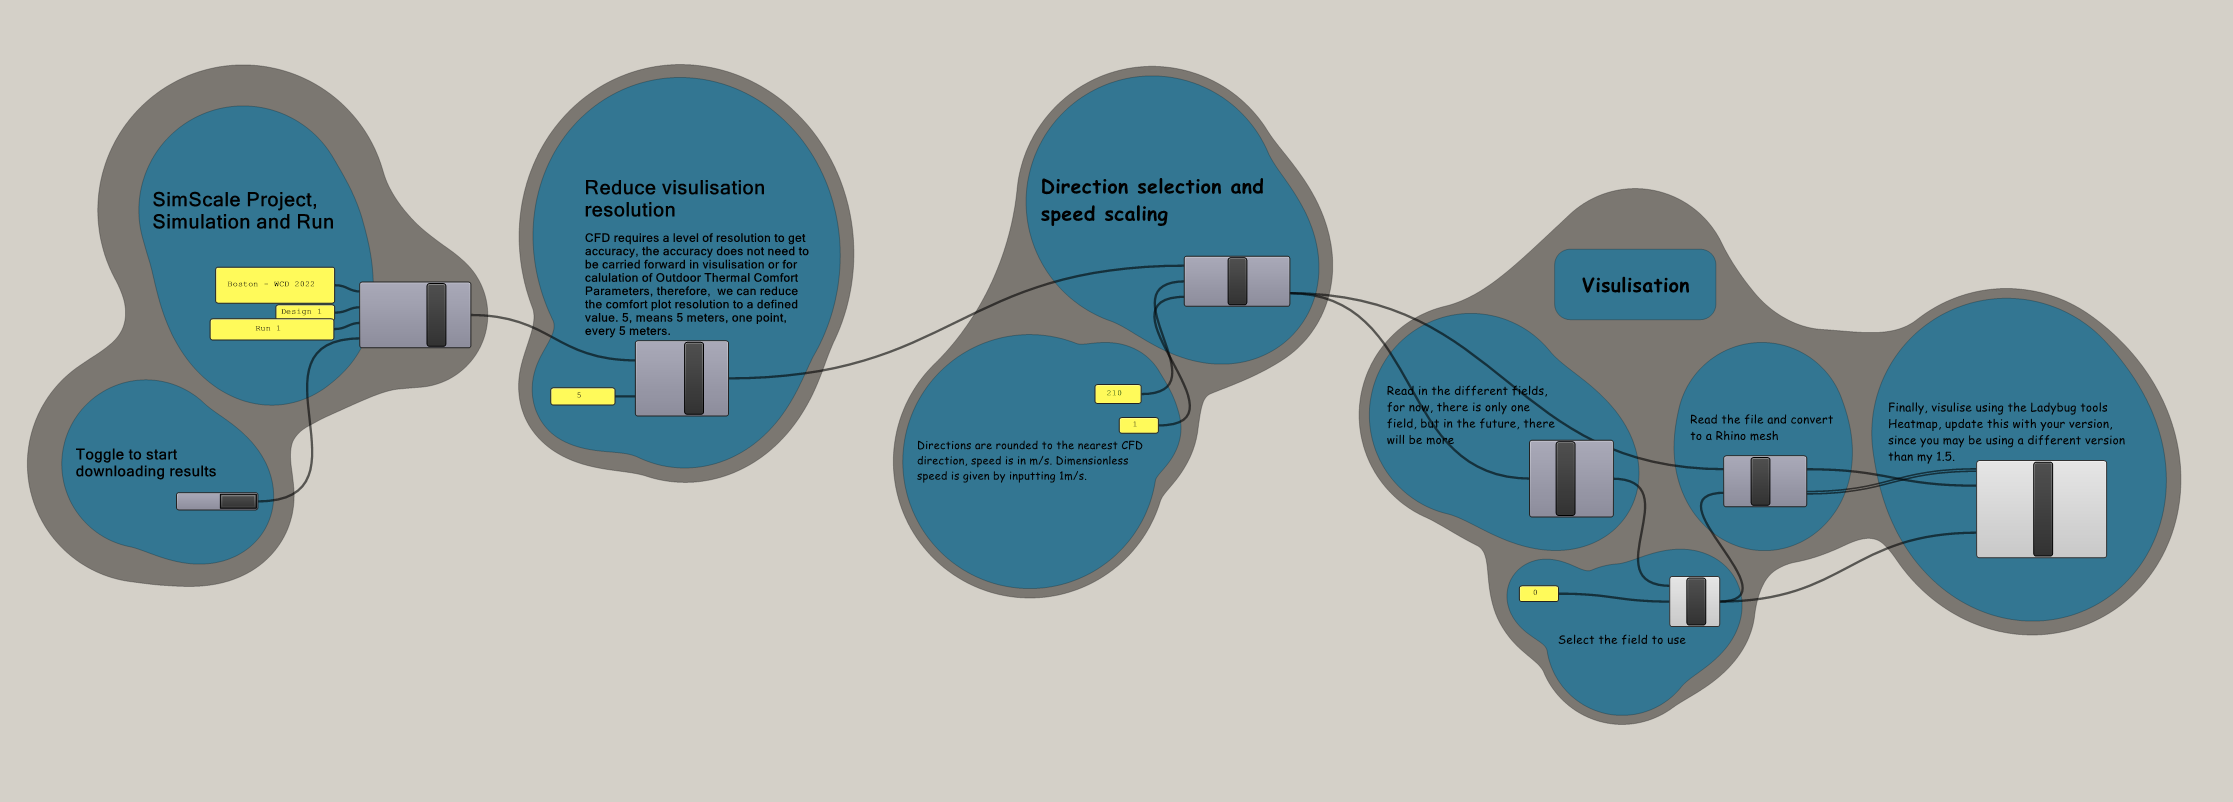 SimScale Project,
Simulation and Run
Boston - WCD 2022
Design 1
Run 1
Toggle to start
downloading results
Reduce visulisation
resolution
CFD requires a level of resolution to get
accuracy, the accuracy does not need to
be carried forward in visulisation or for
calulation of Outdoor Thermal Comfort
Parameters, therefore,  we can reduce
the comfort plot resolution to a defined
value. 5, means 5 meters, one point,
every 5 meters.
5
Direction selection and
speed scaling
210
1
Directions are rounded to the nearest CFD
direction, speed is in m/s. Dimensionless
speed is given by inputting 1m/s.
Visulisation
Read in the different fields,
for now, there is only one
field, but in the future, there
will be more
0
Select the field to use
Read the file and convert
to a Rhino mesh
Finally, visulise using the Ladybug tools
Heatmap, update this with your version,
since you may be using a different version
than my 1.5.